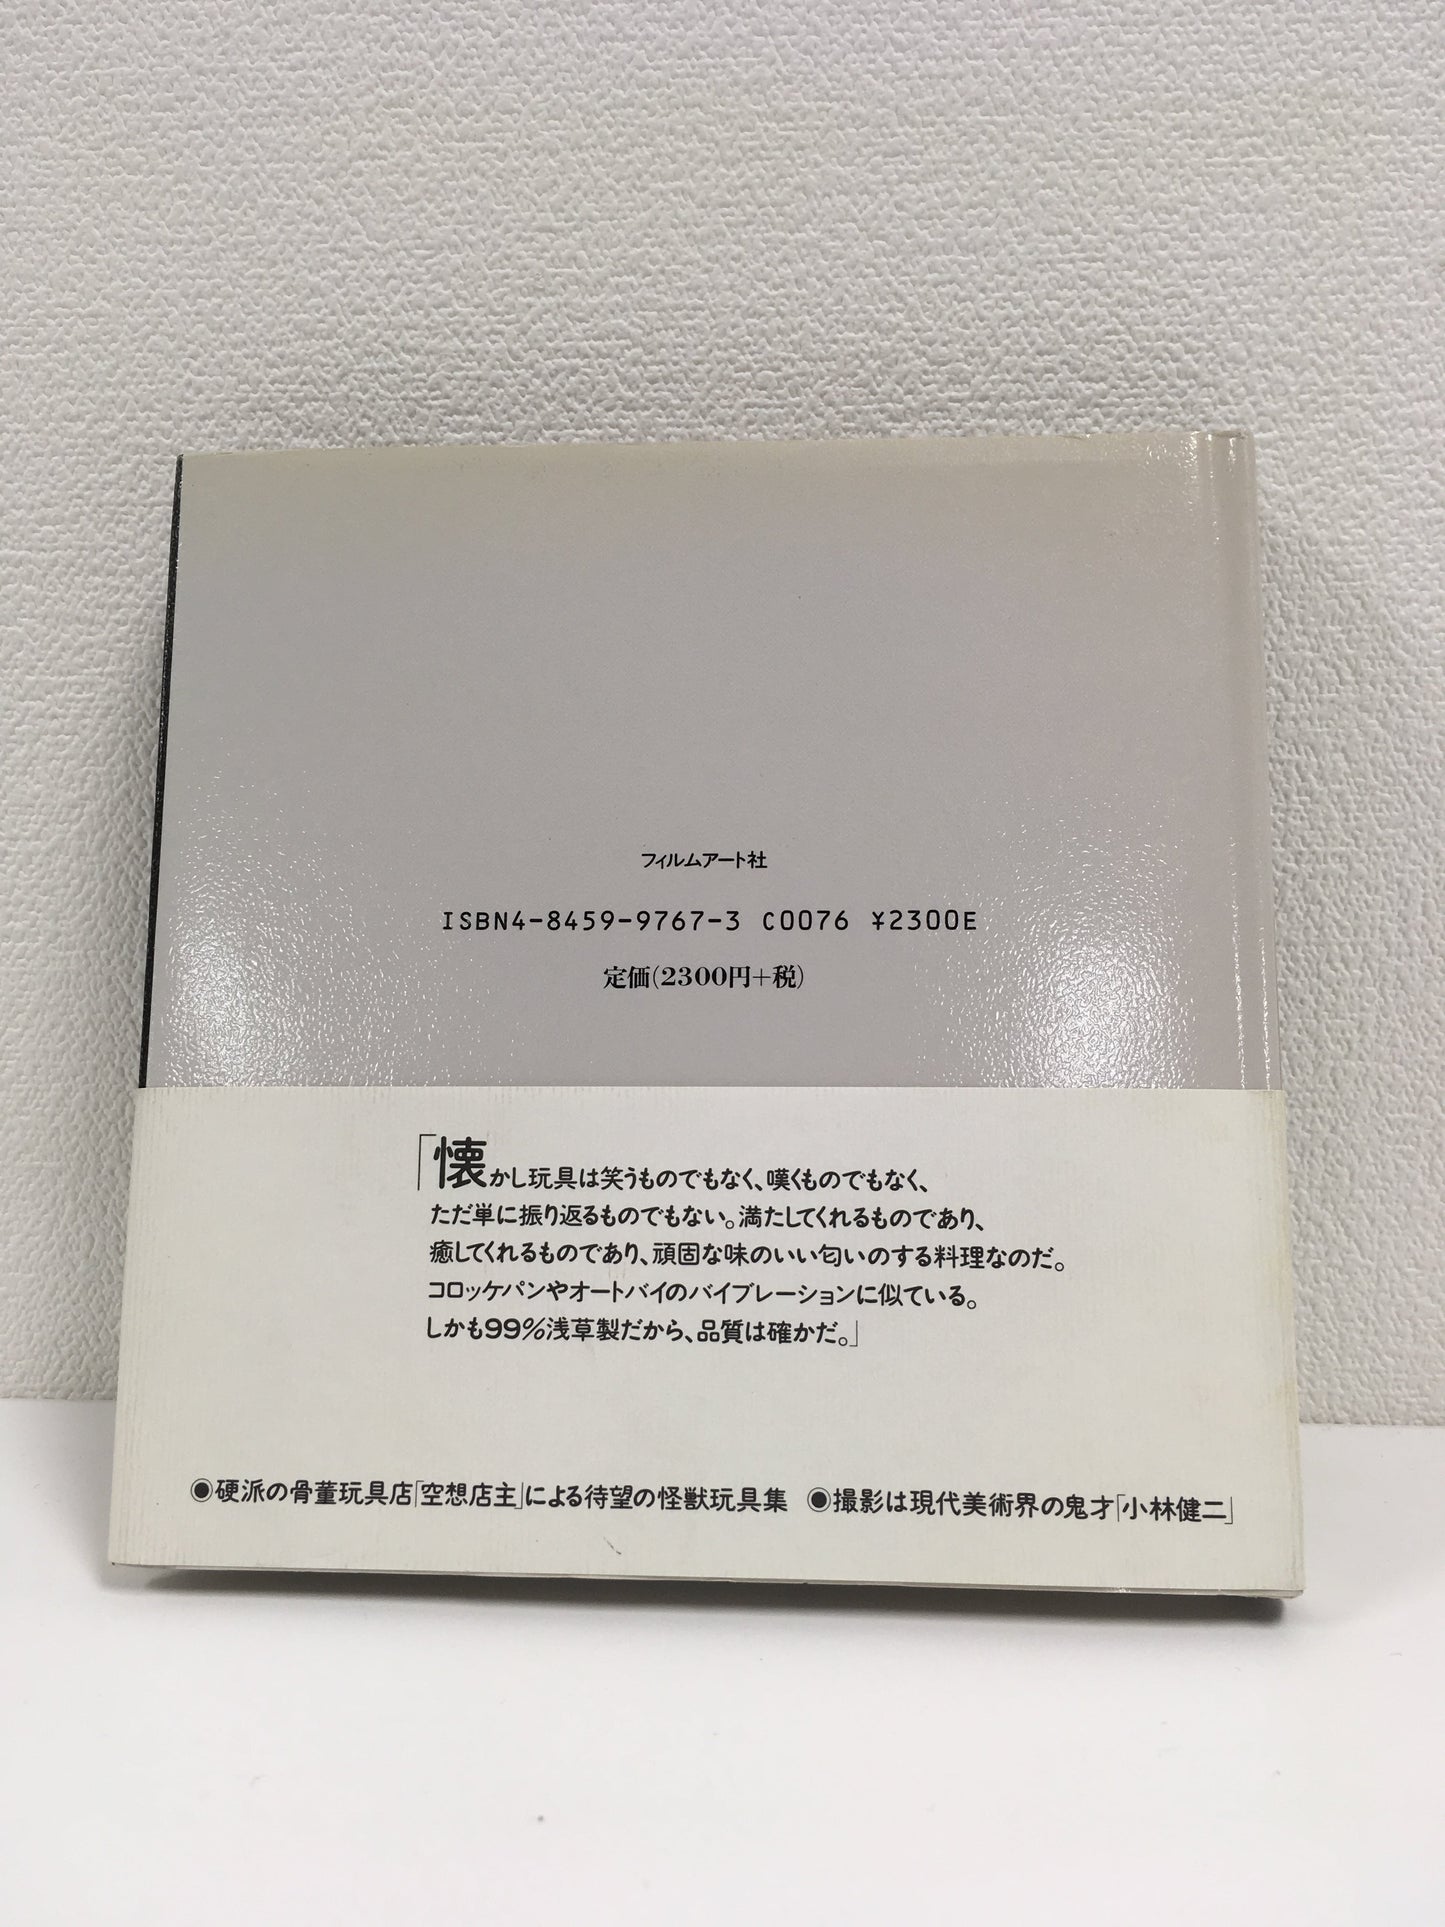 フィルムアート社
ISBN4-8459-9767-3 C0076 ¥2300E
定価(2300円+税)
「懐かし玩具は笑うものでもなく、嘆くものでもなく、
ただ単に振り返るものでもない。満たしてくれるものであり、
癒してくれるものであり、頑固な味のいい匂いのする料理なのだ。
コロッケパンやオートバイのバイブレーションに似ている。
しかも99%浅草製だから、品質は確かだ。」
◉硬派の骨董玩具店「空想店主」による待望の怪獣玩具集 ◉撮影は現代美術界の鬼才「小林健二」